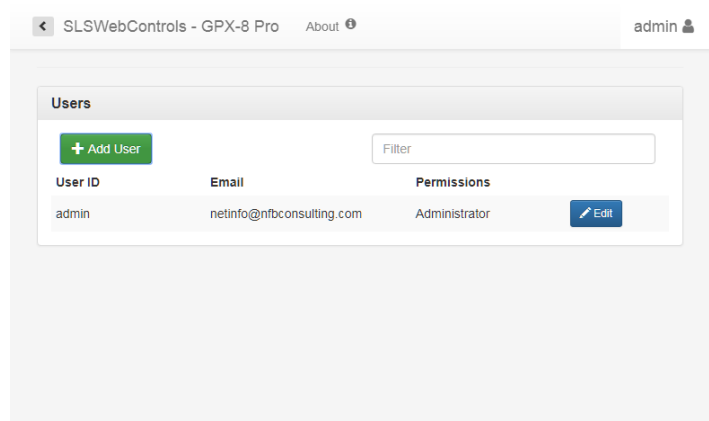 SLSWebControls - GPX-8 Pro About admin
Users
Add User Filter
User ID Email Permissions
admin netinfo@nfbconsulting.com Administrator Edit